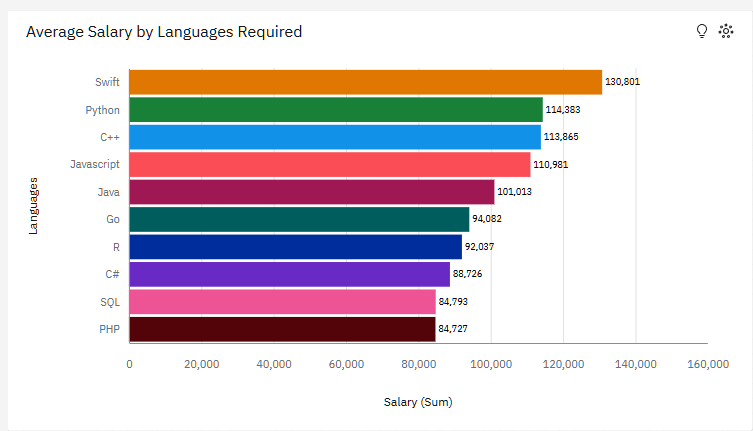 Average Salary by Languages Required
Languages
Swift 130,801
Python 114,383
C++ 113,865
Javascript 110,981
Java 101,013
Go 94,082
R 92,037
C# 88,726
SQL 84,793
PHP 84,727
0 20,000 40,000 60,000 80,000 100,000 120,000 140,000 160,000
Salary (Sum)